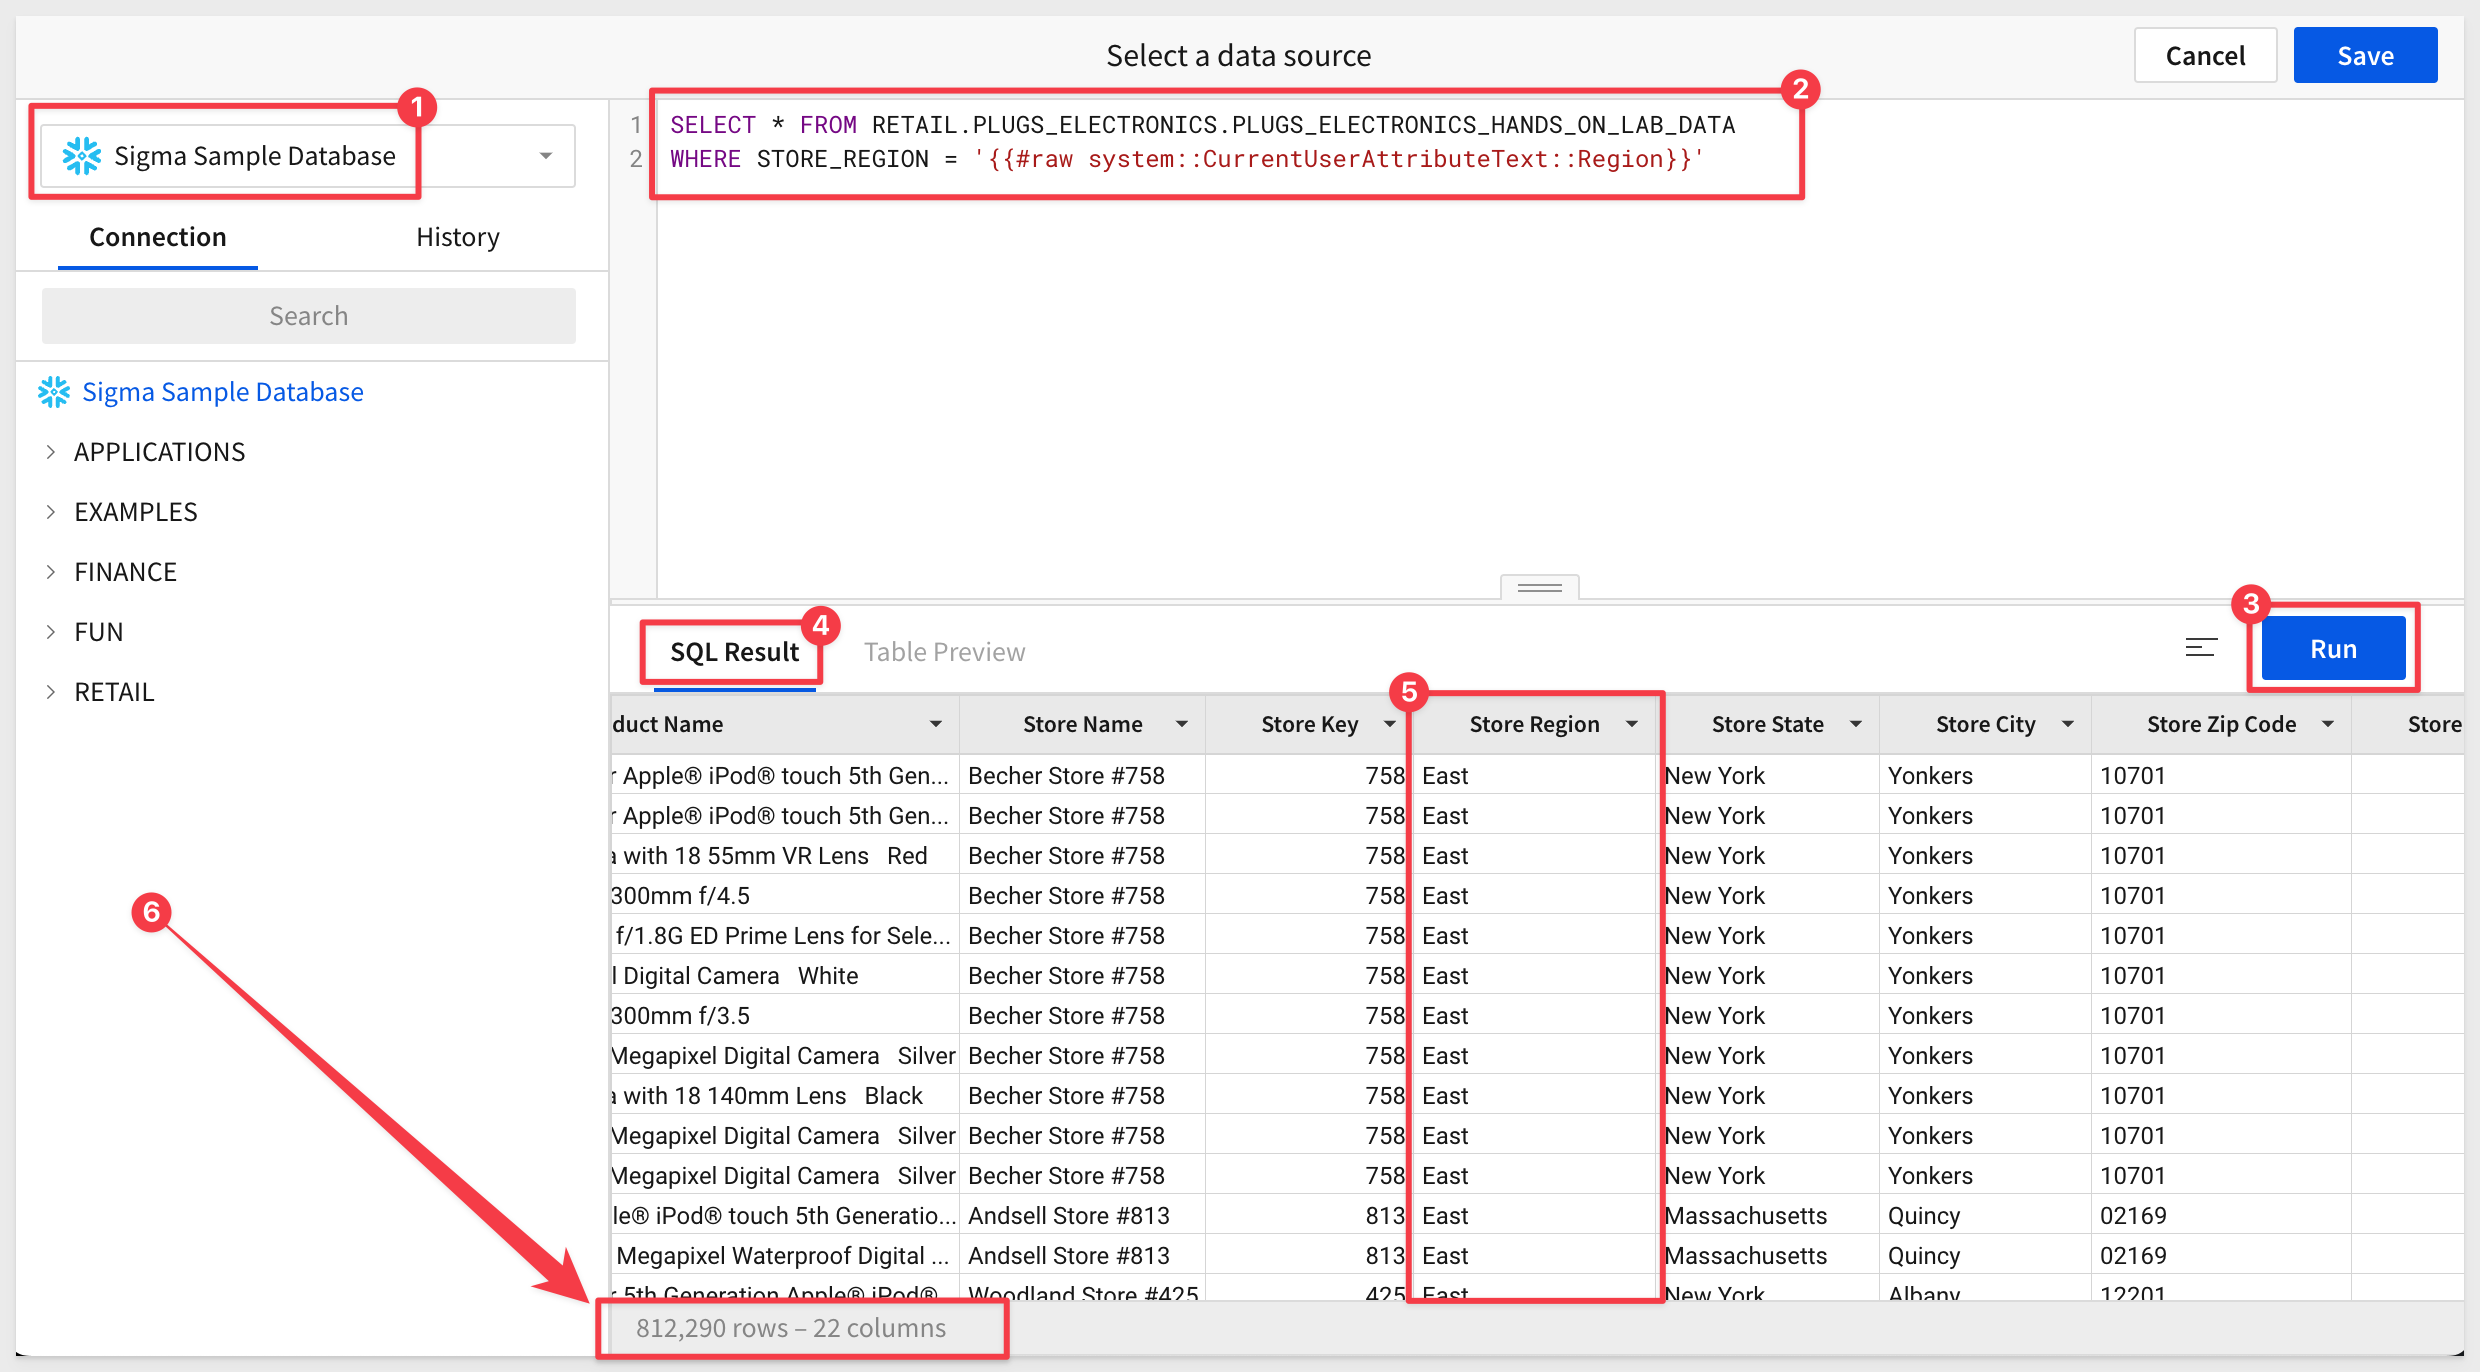 Select a data source
Cancel
Save
1
Sigma Sample Database
Connection
History
Search
Sigma Sample Database
APPLICATIONS
EXAMPLES
FINANCE
FUN
RETAIL
2
1 SELECT * FROM RETAIL.PLUGS_ELECTRONICS.PLUGS_ELECTRONICS_HANDS_ON_LAB_DATA
2 WHERE STORE_REGION = '{{#raw system::CurrentUserAttributeText::Region}}'
3
Run
4
SQL Result
Table Preview
5
6
duct Name Store Name Store Key Store Region Store State Store City Store Zip Code Store
Apple® iPod® touch 5th Gen... Becher Store #758 758 East New York Yonkers 10701
Apple® iPod® touch 5th Gen... Becher Store #758 758 East New York Yonkers 10701
with 18 55mm VR Lens Red Becher Store #758 758 East New York Yonkers 10701
300mm f/4.5 Becher Store #758 758 East New York Yonkers 10701
f/1.8G ED Prime Lens for Sele... Becher Store #758 758 East New York Yonkers 10701
l Digital Camera White Becher Store #758 758 East New York Yonkers 10701
300mm f/3.5 Becher Store #758 758 East New York Yonkers 10701
Megapixel Digital Camera Silver Becher Store #758 758 East New York Yonkers 10701
with 18 140mm Lens Black Becher Store #758 758 East New York Yonkers 10701
Megapixel Digital Camera Silver Becher Store #758 758 East New York Yonkers 10701
Megapixel Digital Camera Silver Becher Store #758 758 East New York Yonkers 10701
le® iPod® touch 5th Generatio... Andsell Store #813 813 East Massachusetts Quincy 02169
Megapixel Waterproof Digital ... Andsell Store #813 813 East Massachusetts Quincy 02169
5th Generation Apple® iPod® Woodland Store #425 425 East New York Albany 12201
812,290 rows – 22 columns